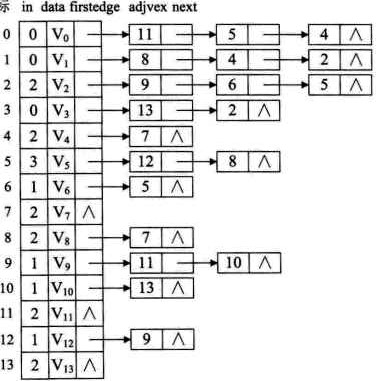 标 in data firstedge adjvex next
0 0 V₀ 11 5 4 ∧
1 0 V₁ 8 4 2 ∧
2 2 V₂ 9 6 5 ∧
3 0 V₃ 13 2 ∧
4 2 V₄ 7 ∧
5 3 V₅ 12 8 ∧
6 1 V₆ 5 ∧
7 2 V₇ ∧
8 2 V₈ 7 ∧
9 1 V₉ 11 10 ∧
10 1 V₁₀ 13 ∧
11 2 V₁₁ ∧
12 1 V₁₂ 9 ∧
13 2 V₁₃ ∧